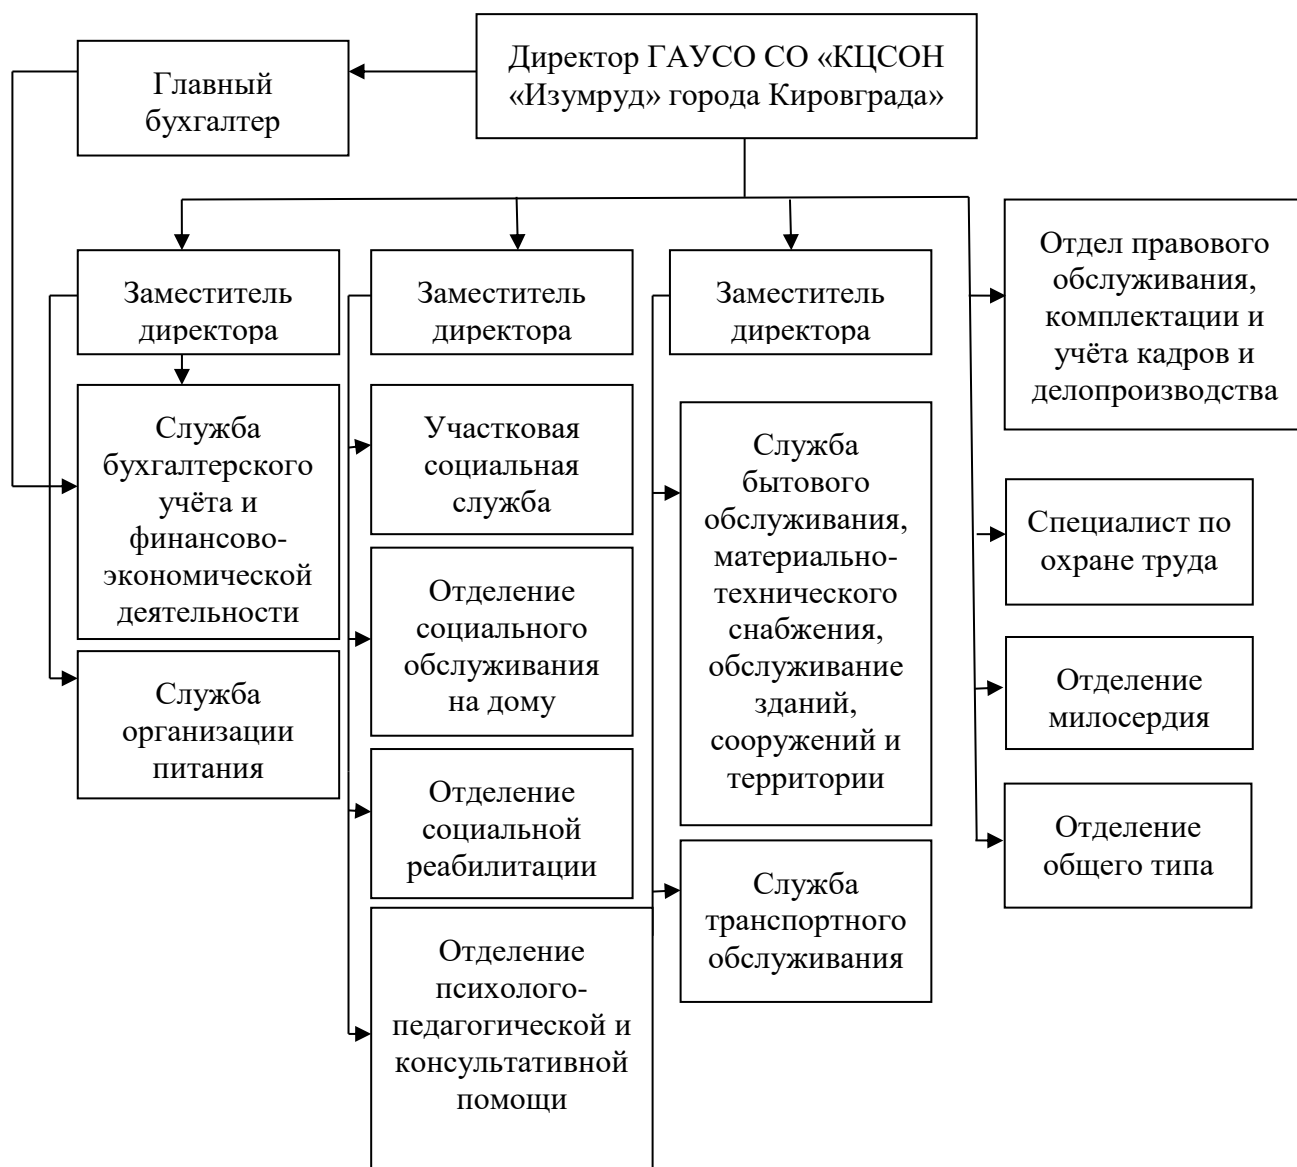 Директор ГАУСО СО «КЦСОН
«Изумруд» города Кировграда»
Главный
бухгалтер
Заместитель
директора
Заместитель
директора
Заместитель
директора
Отдел правового
обслуживания,
комплектации и
учёта кадров и
делопроизводства
Служба
бухгалтерского
учёта и
финансово-
экономической
деятельности
Участковая
социальная
служба
Служба
бытового
обслуживания,
материально-
технического
снабжения,
обслуживание
зданий,
сооружений и
территории
Специалист по
охране труда
Отделение
социального
обслуживания
на дому
Отделение
милосердия
Служба
организации
питания
Отделение
социальной
реабилитации
Отделение
общего типа
Служба
транспортного
обслуживания
Отделение
психолого-
педагогической и
консультативной
помощи